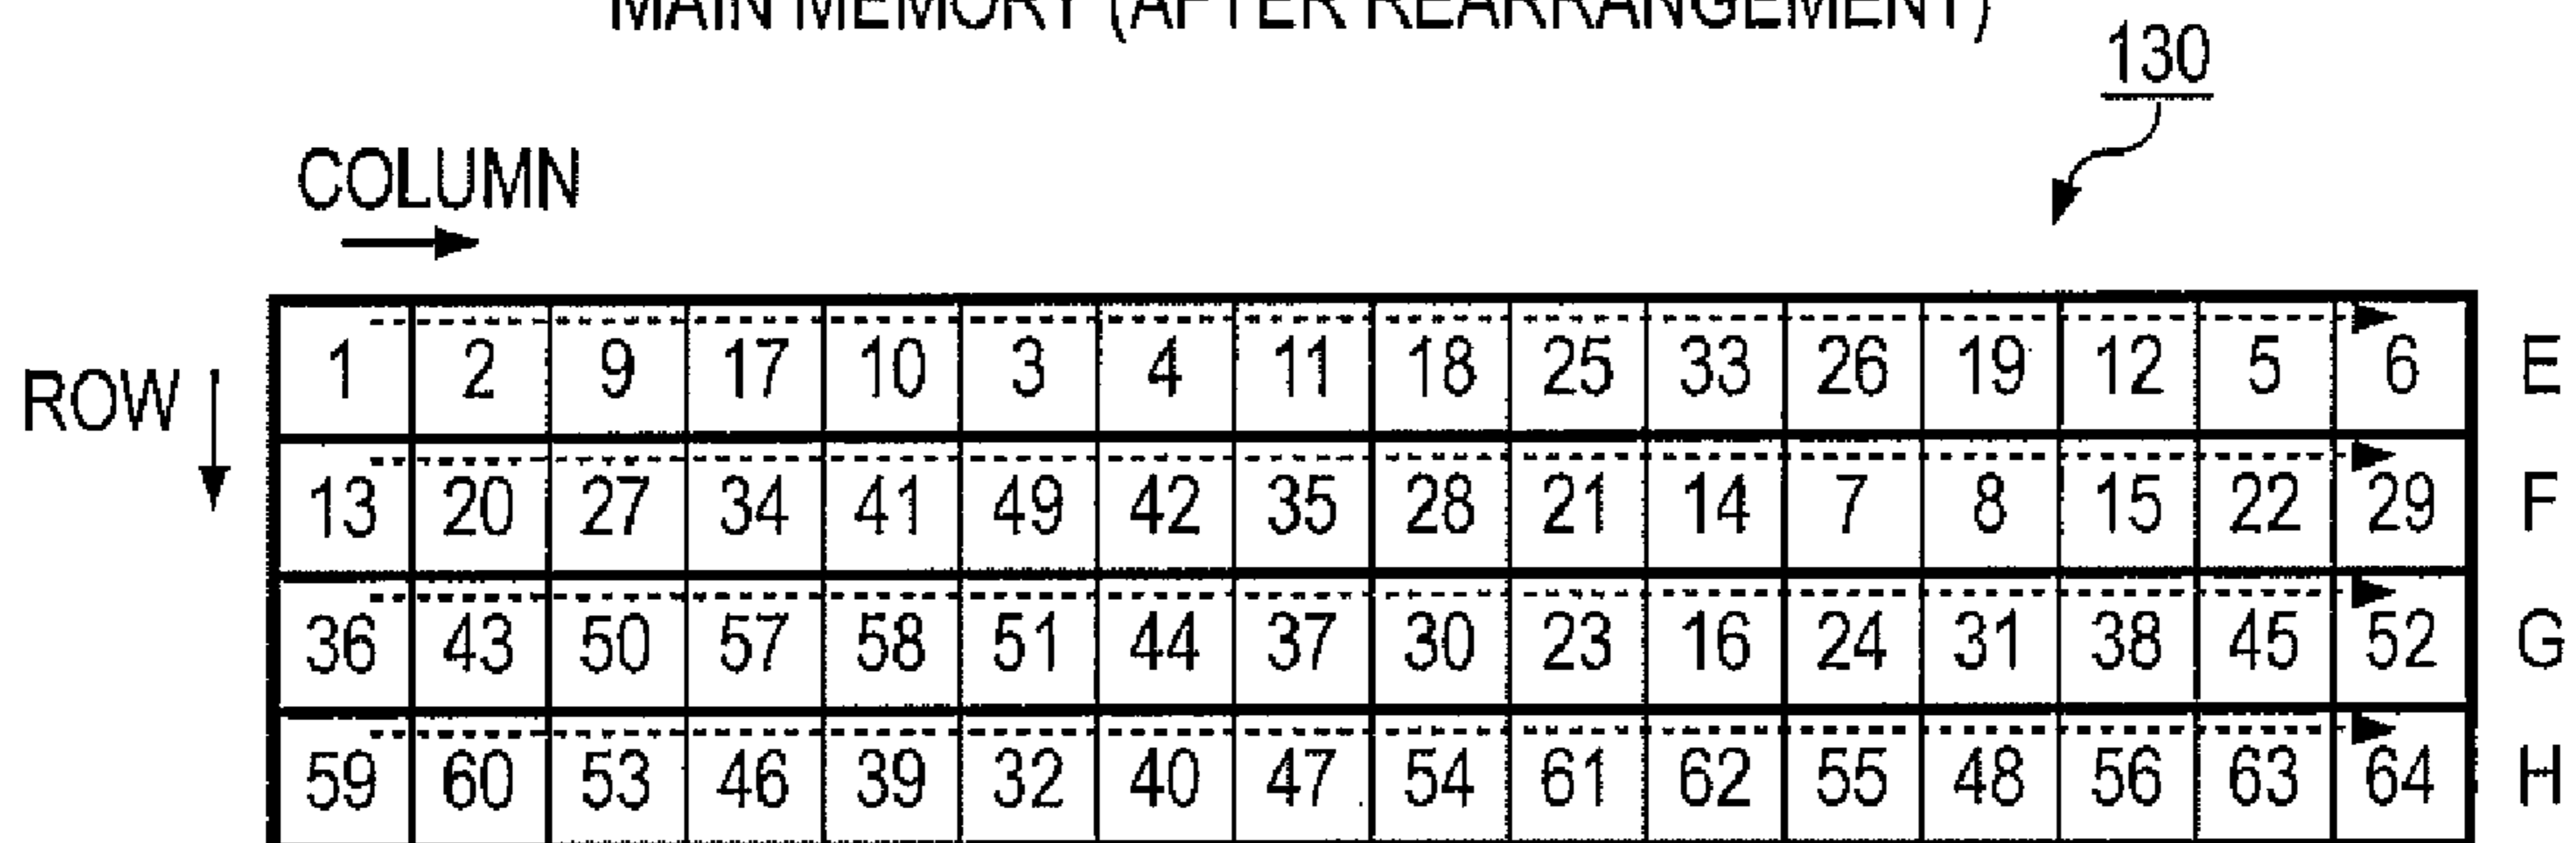 MAIN MEMORY (AFTER REARRANGEMENT)
130
COLUMN
ROW
1 2 9 17 10 3 4 11 18 25 33 26 19 12 5 6 E
13 20 27 34 41 49 42 35 28 21 14 7 8 15 22 29 F
36 43 50 57 58 51 44 37 30 23 16 24 31 38 45 52 G
59 60 53 46 39 32 40 47 54 61 62 55 48 56 63 64 H